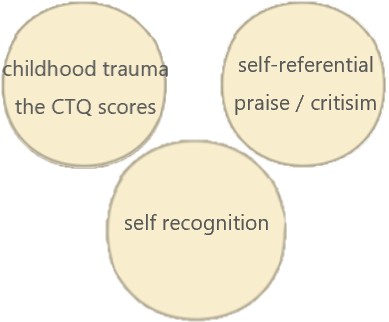 childhood trauma
the CTQ scores
self-referential
praise / critisim
self recognition